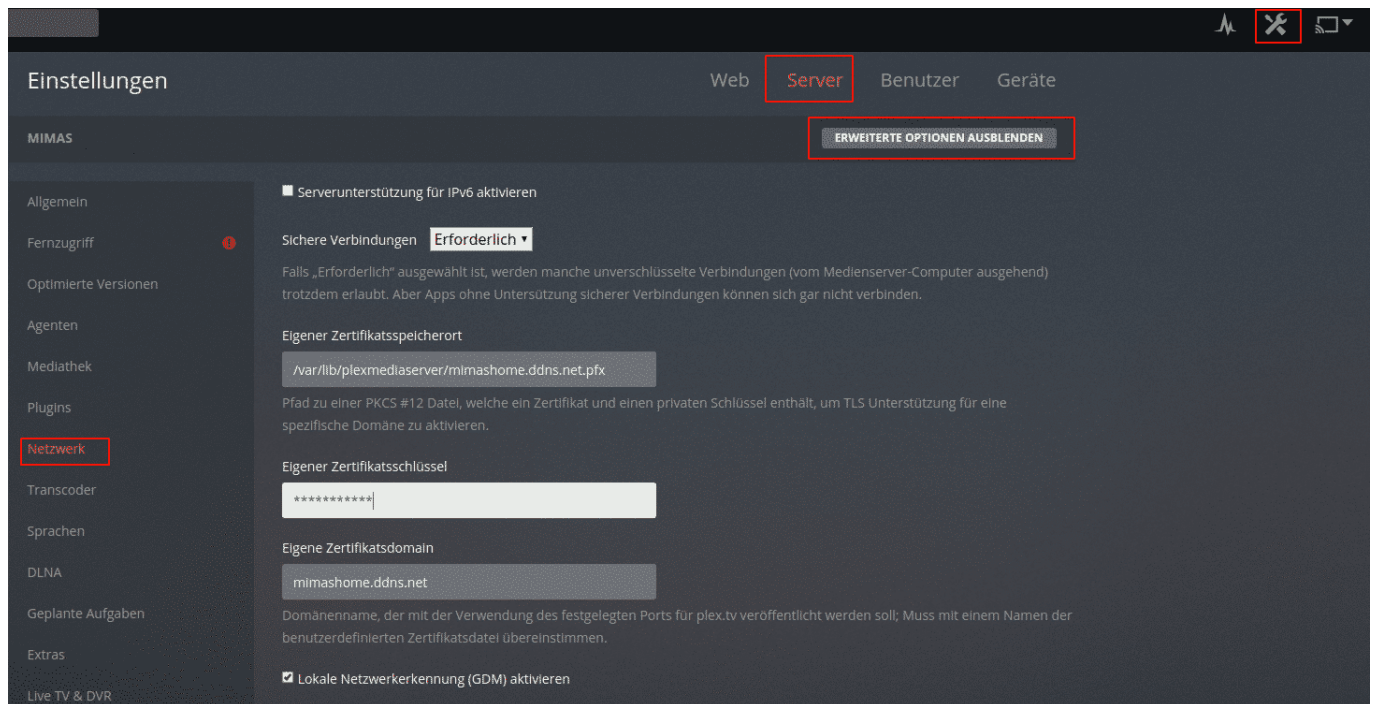 Einstellungen
Web Server Benutzer Geräte
MIMAS
ERWEITERTE OPTIONEN AUSBLENDEN
Allgemein
Fernzugriff
Optimierte Versionen
Agenten
Mediathek
Plugins
Netzwerk
Transcoder
Sprachen
DLNA
Geplante Aufgaben
Extras
Live TV & DVR
Serverunterstützung für IPv6 aktivieren
Sichere Verbindungen Erforderlich
Falls „Erforderlich“ ausgewählt ist, werden manche unverschlüsselte Verbindungen (vom Medienserver-Computer ausgehend)
trotzdem erlaubt. Aber Apps ohne Untersützung sicherer Verbindungen können sich gar nicht verbinden.
Eigener Zertifikatsspeicherort
/var/lib/plexmediaserver/mimashome.ddns.net.pfx
Pfad zu einer PKCS #12 Datei, welche ein Zertifikat und einen privaten Schlüssel enthält, um TLS Unterstützung für eine
spezifische Domäne zu aktivieren.
Eigener Zertifikatsschlüssel
***********
Eigene Zertifikatsdomain
mimashome.ddns.net
Domänenname, der mit der Verwendung des festgelegten Ports für plex.tv veröffentlicht werden soll; Muss mit einem Namen der
benutzerdefinierten Zertifikatsdatei übereinstimmen.
Lokale Netzwerkerkennung (GDM) aktivieren